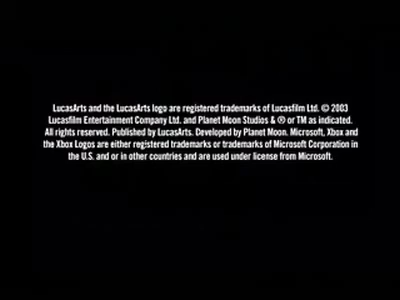 LucasArts and the LucasArts logo are registered trademarks of Lucasfilm Ltd. © 2003
Lucasfilm Entertainment Company Ltd. and Planet Moon Studios & ® or TM as indicated.
All rights reserved. Published by LucasArts. Developed by Planet Moon. Microsoft, Xbox and
the Xbox Logos are either registered trademarks or trademarks of Microsoft Corporation in
the U.S. and or in other countries and are used under license from Microsoft.